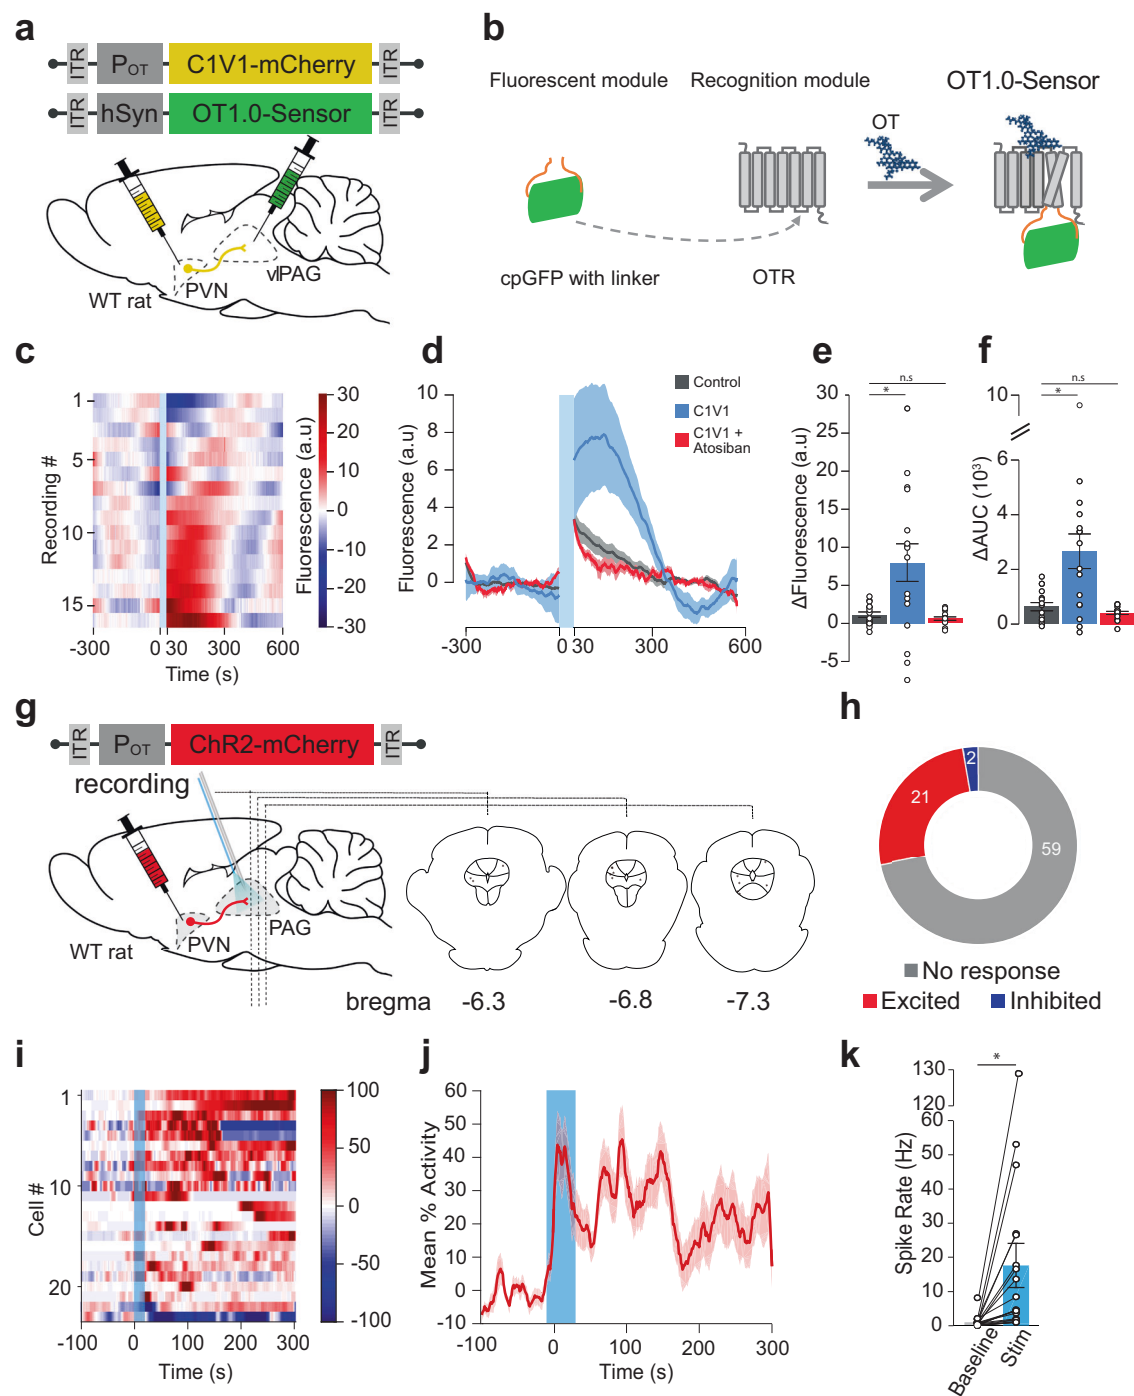 a
ITR P_OT C1V1-mCherry ITR
ITR hSyn OT1.0-Sensor ITR
WT rat
PVN
vlPAG
b
Fluorescent module
Recognition module
OT1.0-Sensor
OT
cpGFP with linker
OTR
c
Recording #
1
5
10
15
-300 0 30 300 600
Time (s)
30
20
10
0
-10
-20
-30
Fluorescence (a.u)
d
Fluorescence (a.u)
10
8
6
4
2
0
-300 0 30 300 600
Time (s)
Control
C1V1
C1V1 +
Atosiban
e
ΔFluorescence (a.u)
30
25
20
15
10
5
0
-5
n.s
*
f
ΔAUC (10³)
10
6
4
2
0
n.s
*
g
ITR P_OT ChR2-mCherry ITR
recording
WT rat
PVN
PAG
bregma -6.3 -6.8 -7.3
h
2
21
59
No response
Excited Inhibited
i
Cell #
1
10
20
-100 0 100 200 300
Time (s)
100
50
0
-50
-100
j
Mean % Activity
60
50
40
30
20
10
0
-10
-100 0 100 200 300
Time (s)
k
Spike Rate (Hz)
130
120
60
50
40
30
20
10
0
*
Baseline
Stim